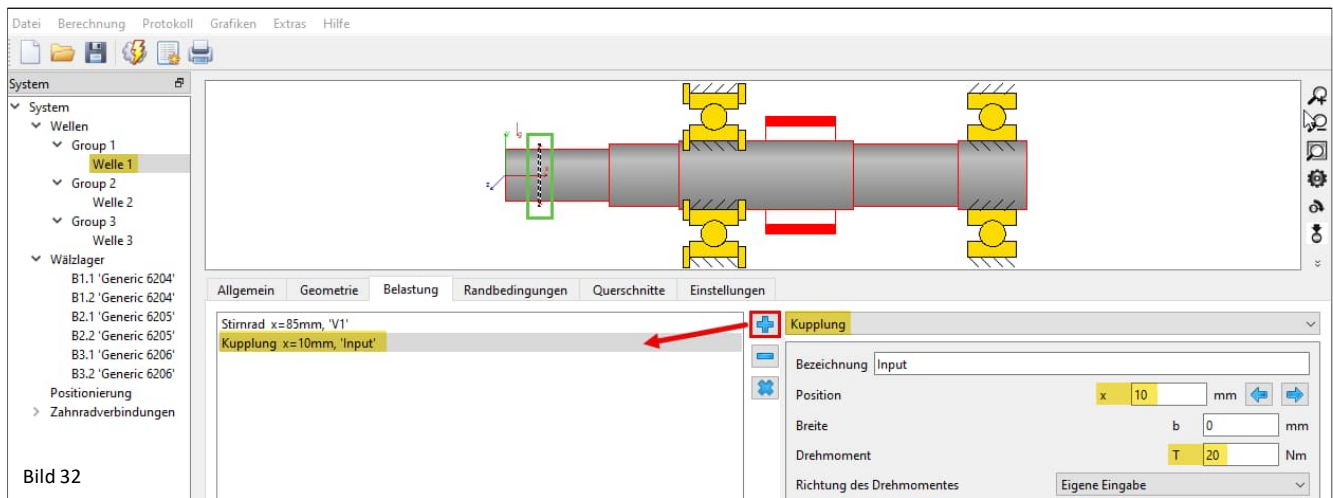 Datei Berechnung Protokoll Grafiken Extras Hilfe
System
System
Wellen
Group 1
Welle 1
Group 2
Welle 2
Group 3
Welle 3
Wälzlager
B1.1 'Generic 6204'
B1.2 'Generic 6204'
B2.1 'Generic 6205'
B2.2 'Generic 6205'
B3.1 'Generic 6206'
B3.2 'Generic 6206'
Positionierung
Zahnradverbindungen
Bild 32
Allgemein Geometrie Belastung Randbedingungen Querschnitte Einstellungen
Stirnrad x=85mm, 'V1'
Kupplung x=10mm, 'Input'
Kupplung
Bezeichnung Input
Position x 10 mm
Breite b 0 mm
Drehmoment T 20 Nm
Richtung des Drehmomentes Eigene Eingabe